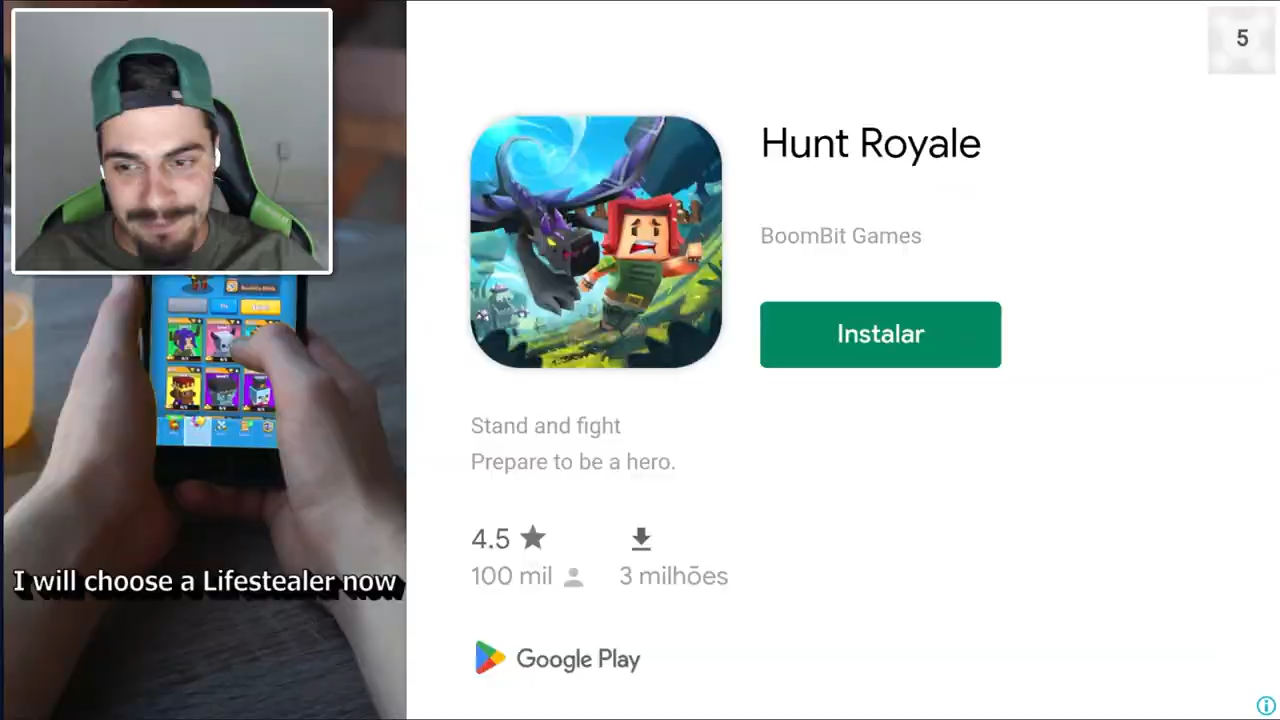 5
Hunt Royale
BoomBit Games
Instalar
Stand and fight
Prepare to be a hero.
4.5
100 mil
3 milhões
Google Play
I will choose a Lifestealer now